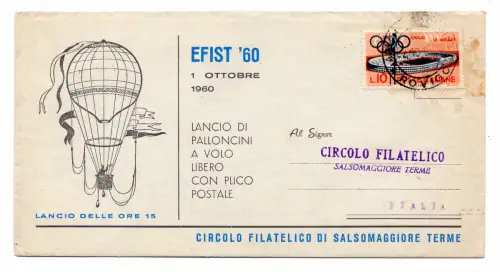 EFIST '60
1 OTTOBRE
1960
LANCIO DI
PALLONCINI
A VOLO
LIBERO
CON PLICO
POSTALE
LANCIO DELLE ORE 15
L.10
ROVIGO
Al Signor
CIRCOLO FILATELICO
SALSOMAGGIORE TERME
ITALIA
CIRCOLO FILATELICO DI SALSOMAGGIORE TERME